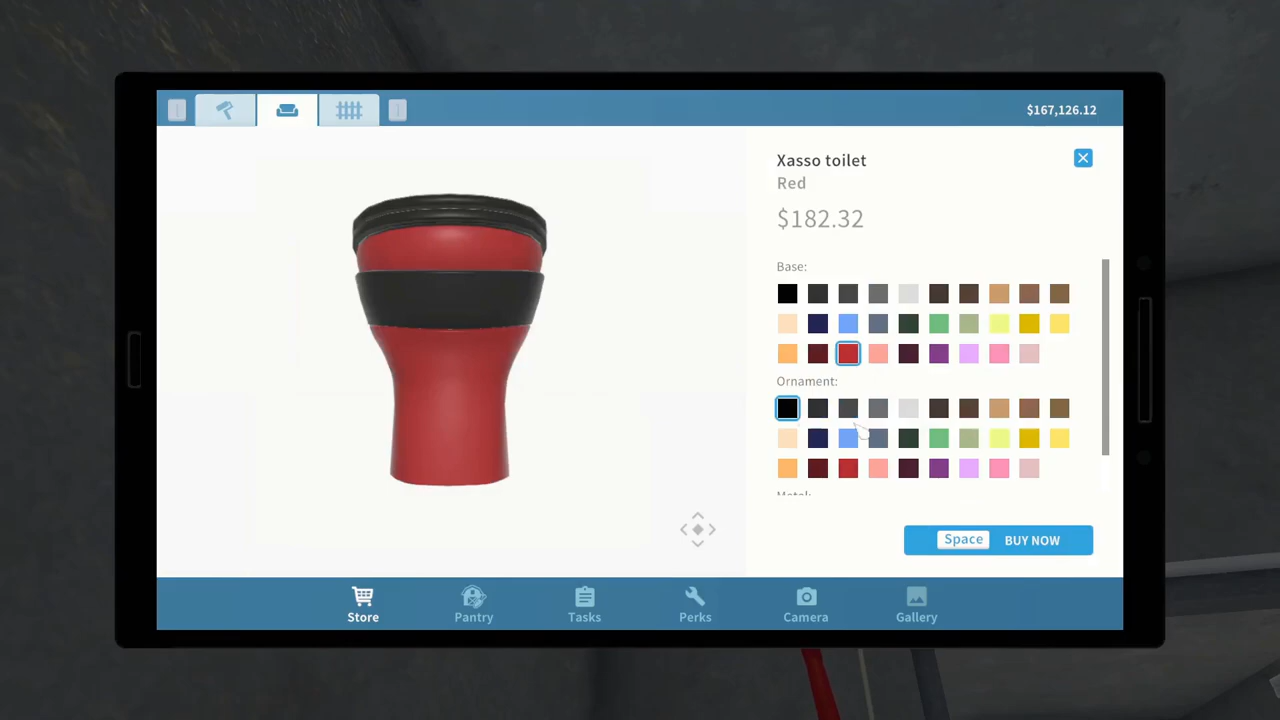 $167,126.12
Xasso toilet
Red
$182.32
Base:
Ornament:
Metal:
Space BUY NOW
Store
Pantry
Tasks
Perks
Camera
Gallery